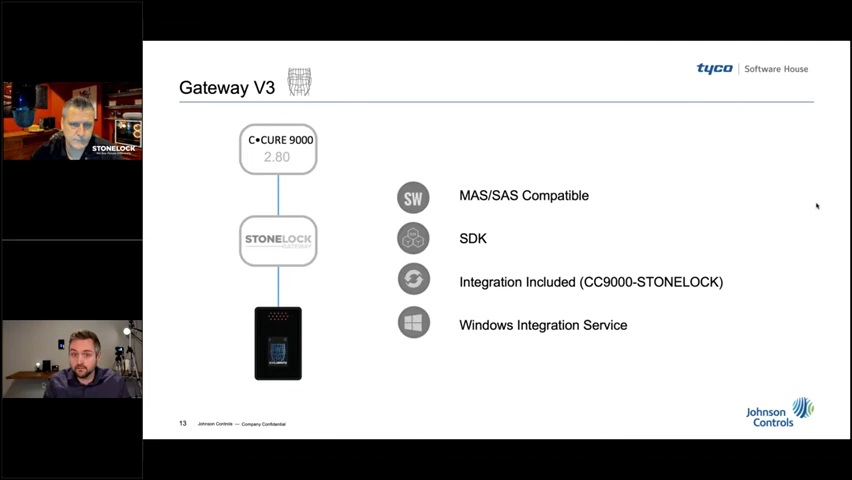 STONELOCK
Gateway V3
tyco | Software House
C•CURE 9000
2.80
STONELOCK
GATEWAY
SW
MAS/SAS Compatible
SDK
Integration Included (CC9000-STONELOCK)
Windows Integration Service
13
Johnson Controls — Company Confidential
Johnson
Controls